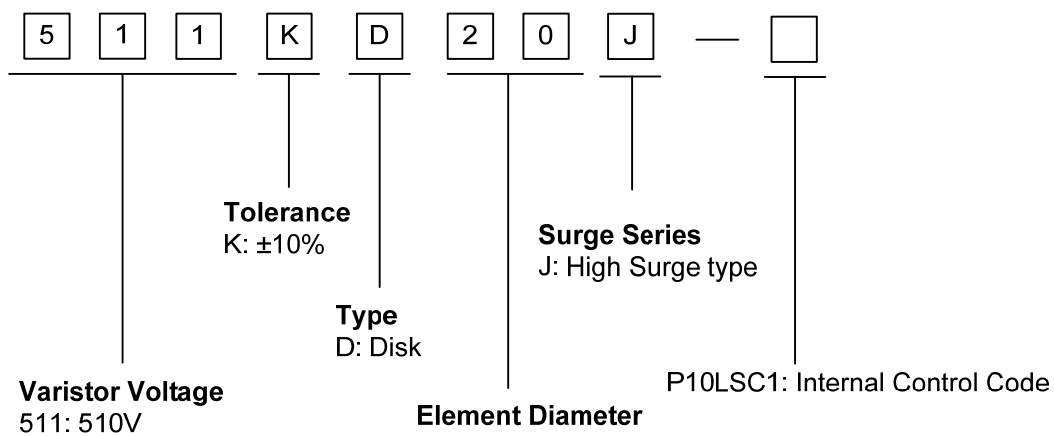 5 1 1 K D 2 0 J —
Tolerance
K: ±10%
Surge Series
J: High Surge type
Type
D: Disk
Varistor Voltage
511: 510V
Element Diameter
P10LSC1: Internal Control Code